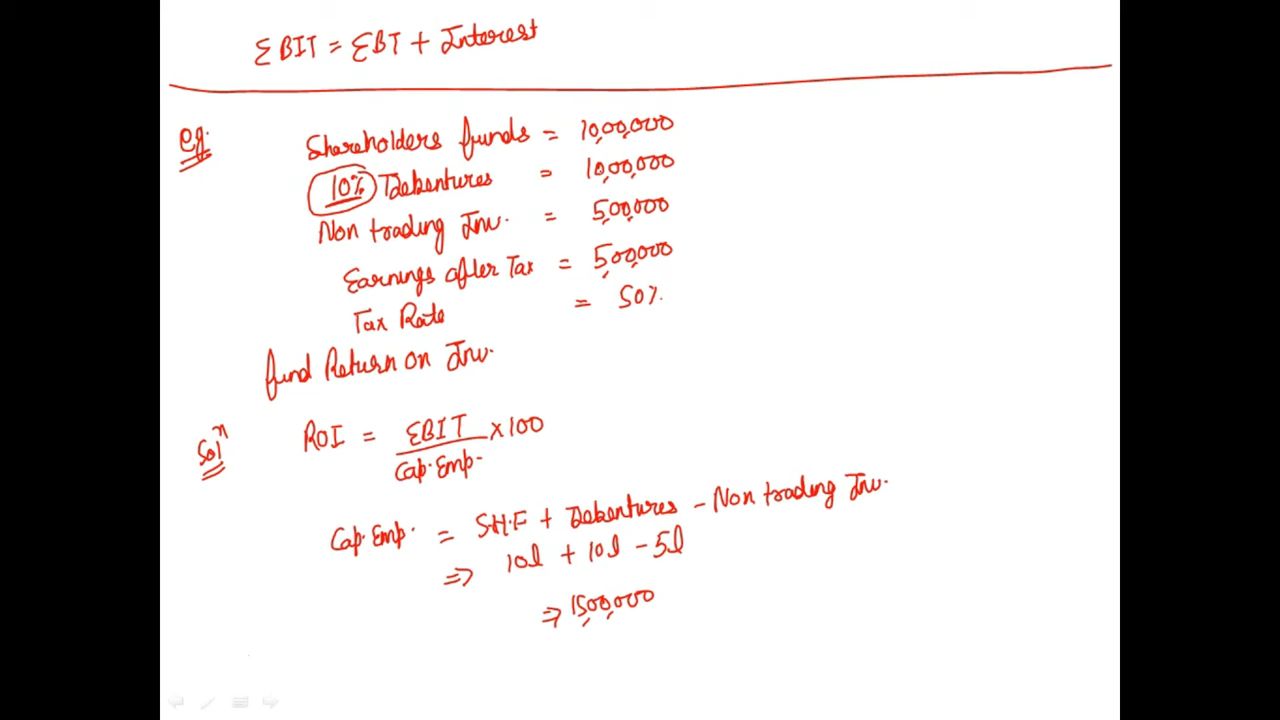 EBIT = EBT + Interest
eg. Shareholders funds = 10,00,000
10% Debentures = 10,00,000
Non trading Inv. = 5,00,000
Earnings after Tax = 5,00,000
Tax Rate = 50%
find Return on Inv.
Solⁿ ROI = EBIT / Cap. Emp. × 100
Cap. Emp. = S.H.F + Debentures - Non trading Inv.
⇒ 10l + 10l - 5l
⇒ 15,00,000